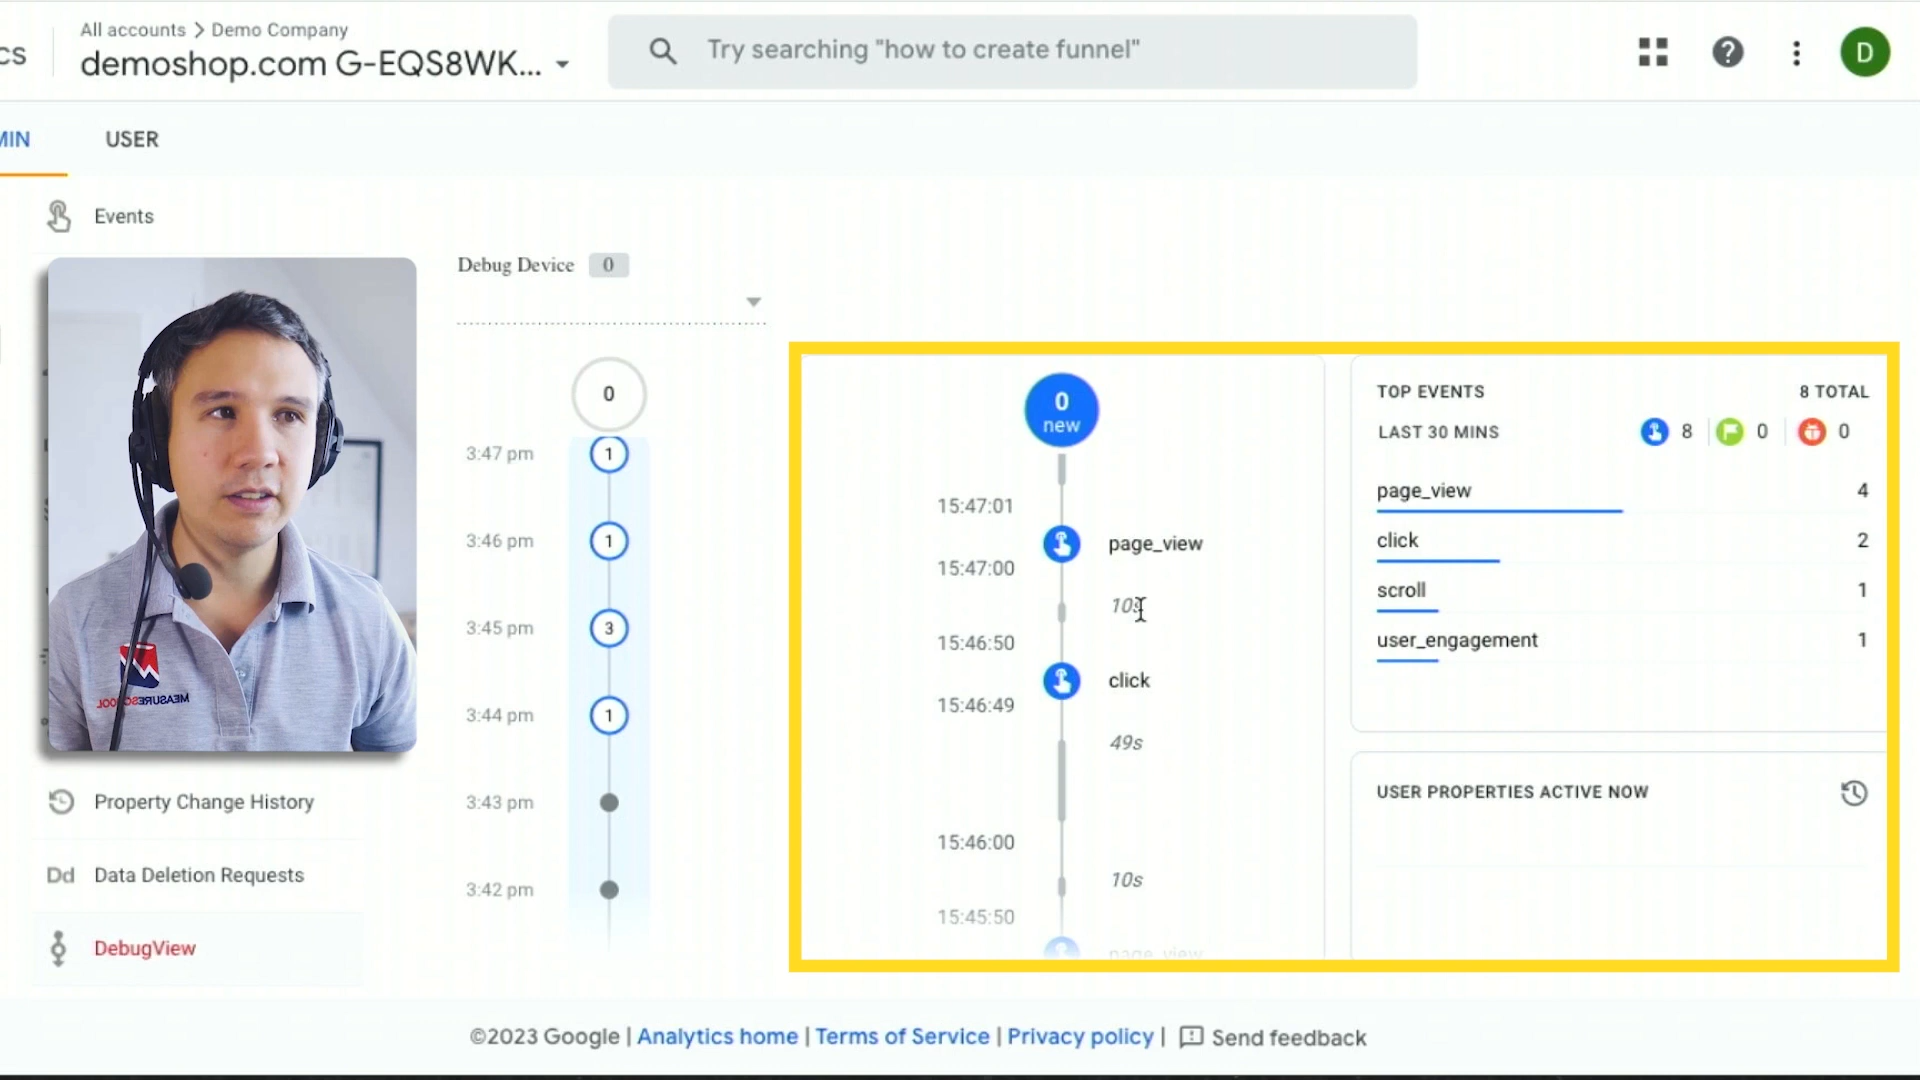 CS
All accounts > Demo Company
demoshop.com G-EQS8WK...
Try searching "how to create funnel"
D
MIN
USER
Events
Debug Device 0
0
3:47 pm 1
3:46 pm 1
3:45 pm 3
3:44 pm 1
3:43 pm
3:42 pm
MEASURESCHOOL
Property Change History
Dd Data Deletion Requests
DebugView
0
new
15:47:01
page_view
15:47:00
10s
15:46:50
click
15:46:49
49s
15:46:00
10s
15:45:50
page_view
TOP EVENTS 8 TOTAL
LAST 30 MINS 8 0 0
page_view 4
click 2
scroll 1
user_engagement 1
USER PROPERTIES ACTIVE NOW
©2023 Google | Analytics home | Terms of Service | Privacy policy | Send feedback